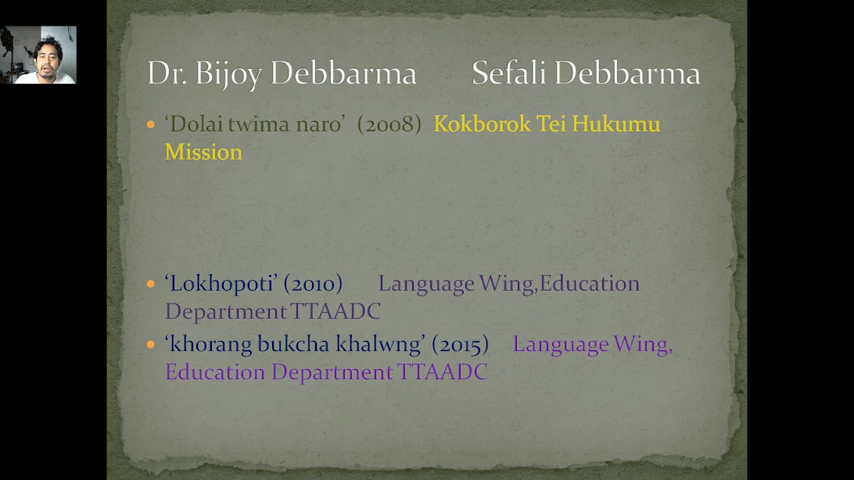 Dr. Bijoy Debbarma Sefali Debbarma
‘Dolai twima naro’ (2008) Kokborok Tei Hukumu
Mission
‘Lokhopoti’ (2010) Language Wing,Education
Department TTAADC
‘khorang bukcha khalwng’ (2015) Language Wing,
Education Department TTAADC